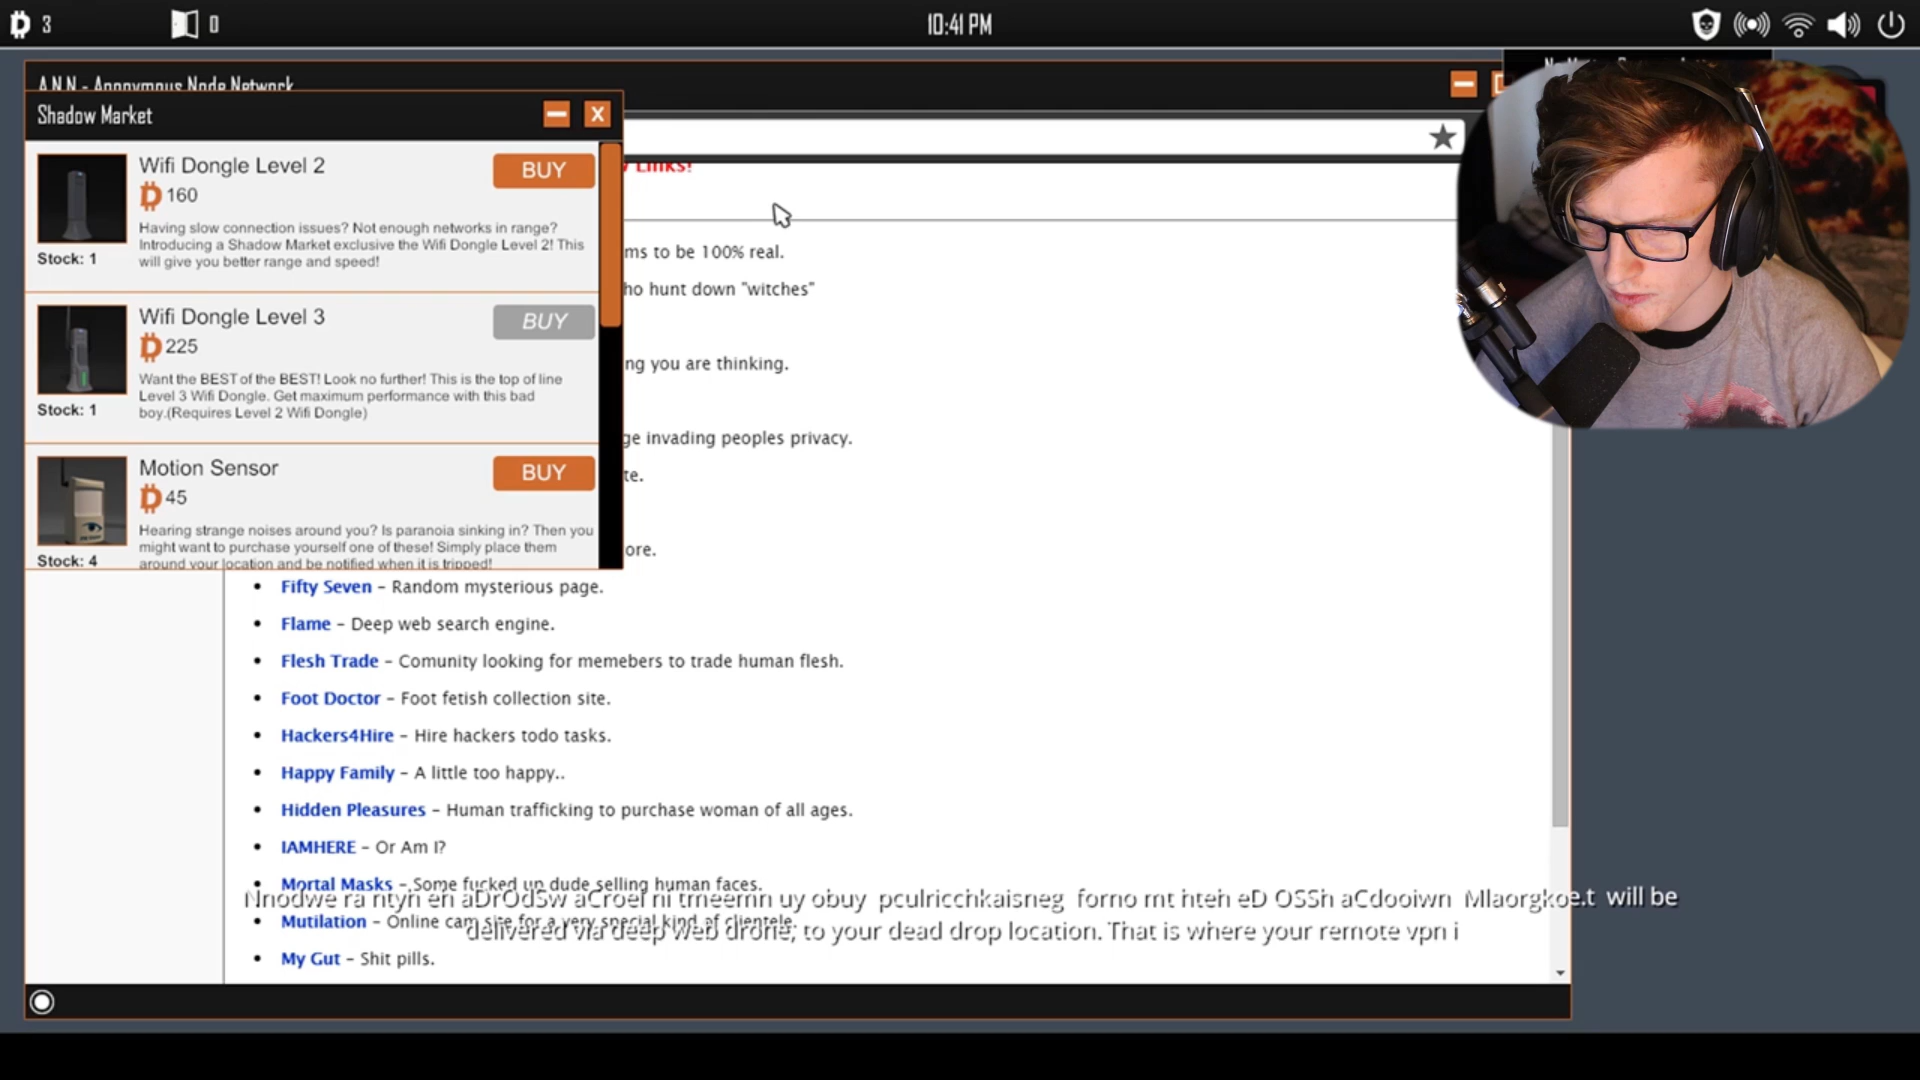 3
0
10:41 PM
A.N.N - Anonymous Node Network
Shadow Market
X
Wifi Dongle Level 2
BUY
160
Having slow connection issues? Not enough networks in range?
Introducing a Shadow Market exclusive the Wifi Dongle Level 2! This
will give you better range and speed!
Stock: 1
Wifi Dongle Level 3
BUY
225
Want the BEST of the BEST! Look no further! This is the top of line
Level 3 Wifi Dongle. Get maximum performance with this bad
boy.(Requires Level 2 Wifi Dongle)
Stock: 1
Motion Sensor
BUY
45
Hearing strange noises around you? Is paranoia sinking in? Then you
might want to purchase yourself one of these! Simply place them
around your location and be notified when it is tripped!
Stock: 4
Links!
ms to be 100% real.
ho hunt down "witches"
ng you are thinking.
ge invading peoples privacy.
te.
ore.
• Fifty Seven - Random mysterious page.
• Flame - Deep web search engine.
• Flesh Trade - Comunity looking for memebers to trade human flesh.
• Foot Doctor - Foot fetish collection site.
• Hackers4Hire - Hire hackers todo tasks.
• Happy Family - A little too happy..
• Hidden Pleasures - Human trafficking to purchase woman of all ages.
• IAMHERE - Or Am I?
• Mortal Masks - Some fucked up dude selling human faces.
will be
• Mutilation - Online cam site for a very special kind of clientele.
delivered via deep web drone, to your dead drop location. That is where your remote vpn i
• My Gut - Shit pills.